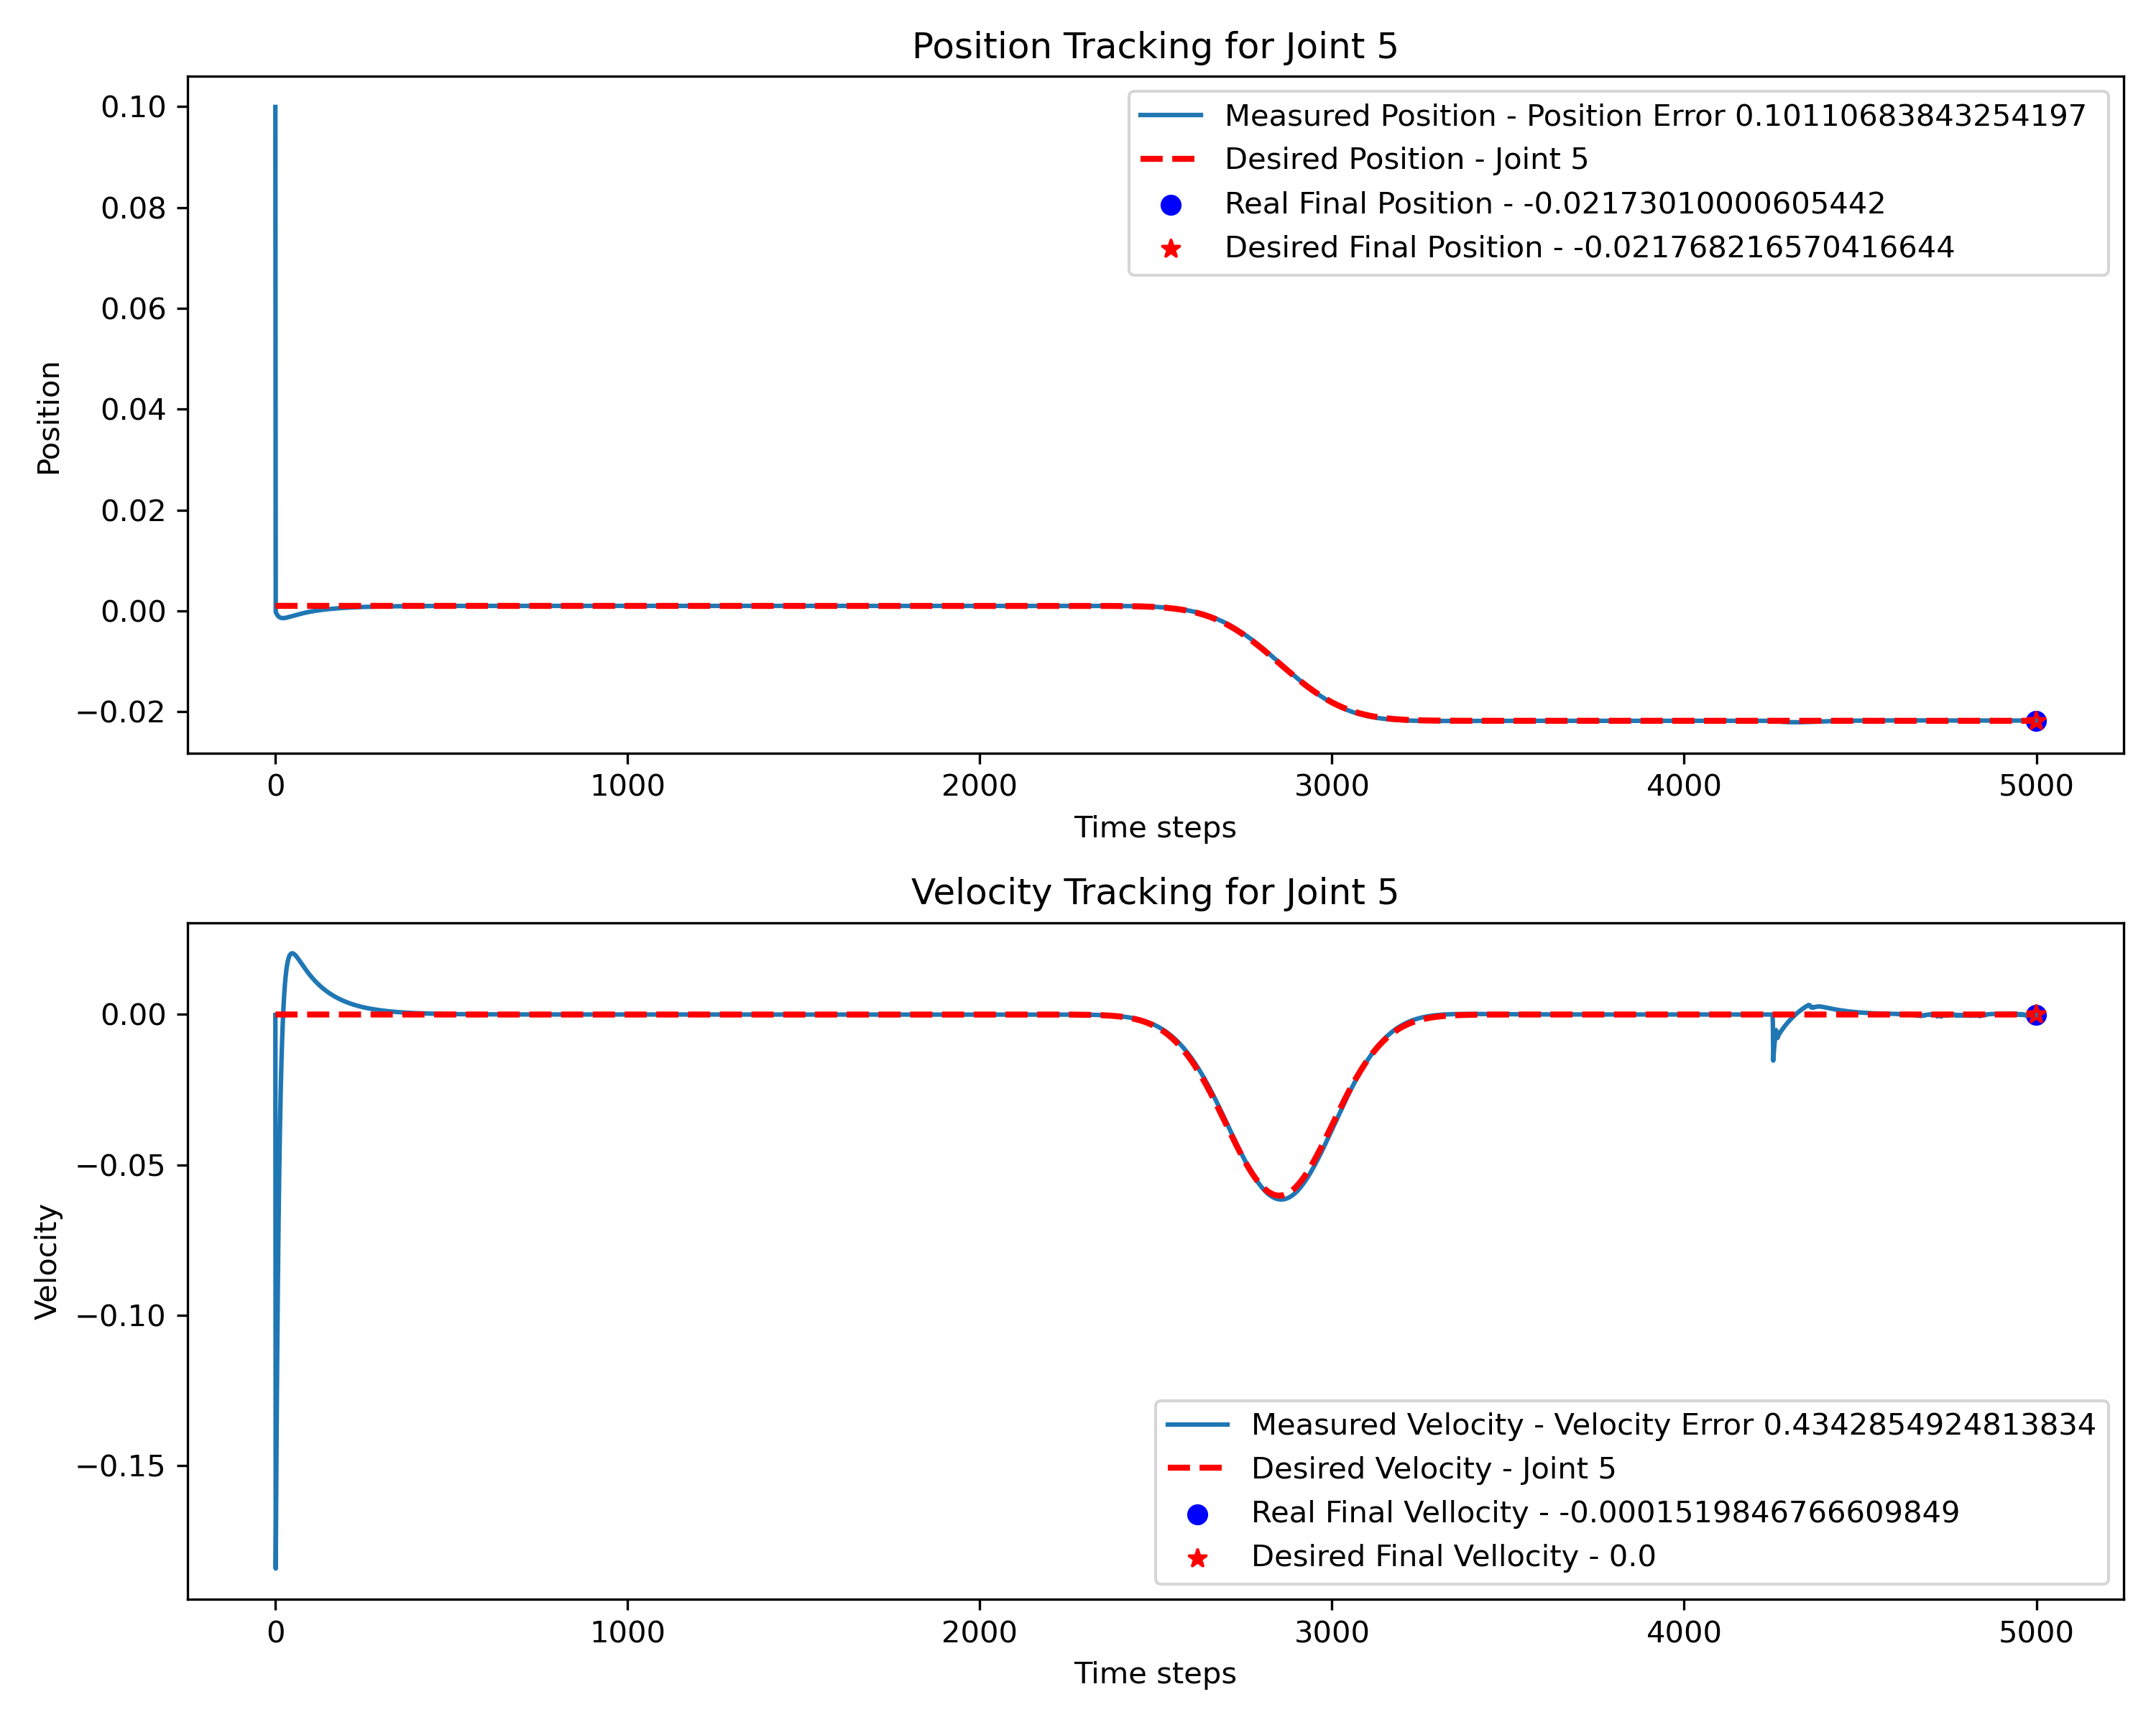 Position Tracking for Joint 5
Measured Position - Position Error 0.10110683843254197
Desired Position - Joint 5
Real Final Position - -0.02173010000605442
Desired Final Position - -0.021768216570416644
Position
0.10
0.08
0.06
0.04
0.02
0.00
−0.02
0 1000 2000 3000 4000 5000
Time steps
Velocity Tracking for Joint 5
Velocity
0.00
−0.05
−0.10
−0.15
Measured Velocity - Velocity Error 0.4342854924813834
Desired Velocity - Joint 5
Real Final Vellocity - -0.0001519846766609849
Desired Final Vellocity - 0.0
0 1000 2000 3000 4000 5000
Time steps